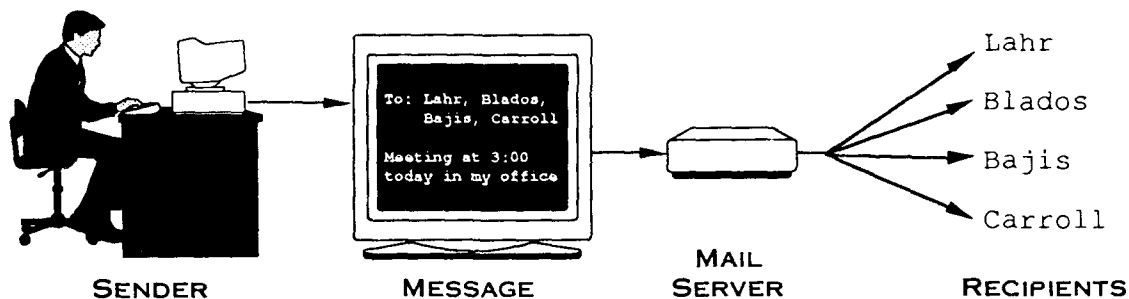 To: Lahr, Blados,
Bajis, Carroll
Meeting at 3:00
today in my office
Lahr
Blados
Bajis
Carroll
SENDER
MESSAGE
MAIL
SERVER
RECIPIENTS